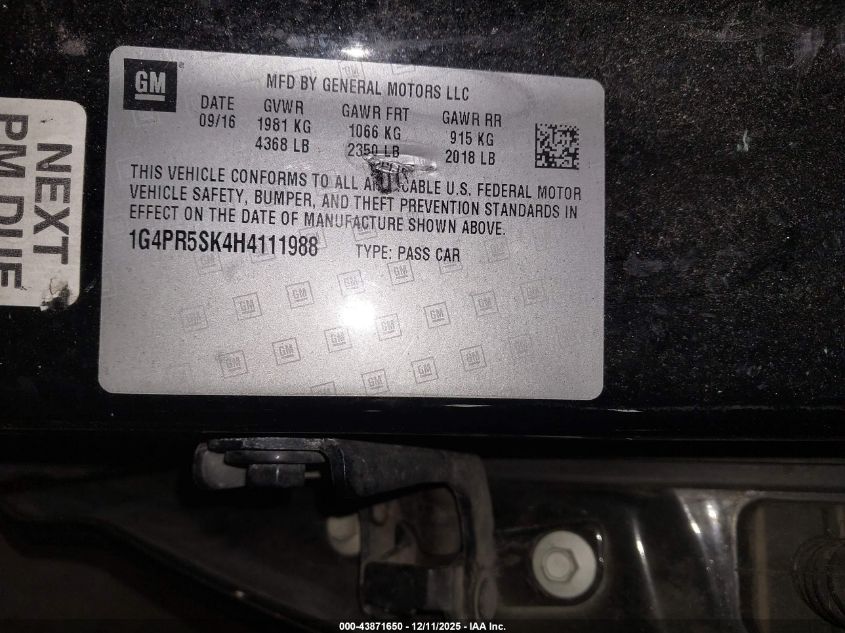 GM
MFD BY GENERAL MOTORS LLC
DATE GVWR GAWR FRT GAWR RR
09/16 1981 KG 1066 KG 915 KG
4368 LB 2350 LB 2018 LB
THIS VEHICLE CONFORMS TO ALL U.S. FEDERAL MOTOR
VEHICLE SAFETY, BUMPER, AND THEFT PREVENTION STANDARDS IN
EFFECT ON THE DATE OF MANUFACTURE SHOWN ABOVE.
1G4PR5SK4H4111988 TYPE: PASS CAR
NEXT
PM DUE
000-43871650 - 12/11/2025 - IAA Inc.